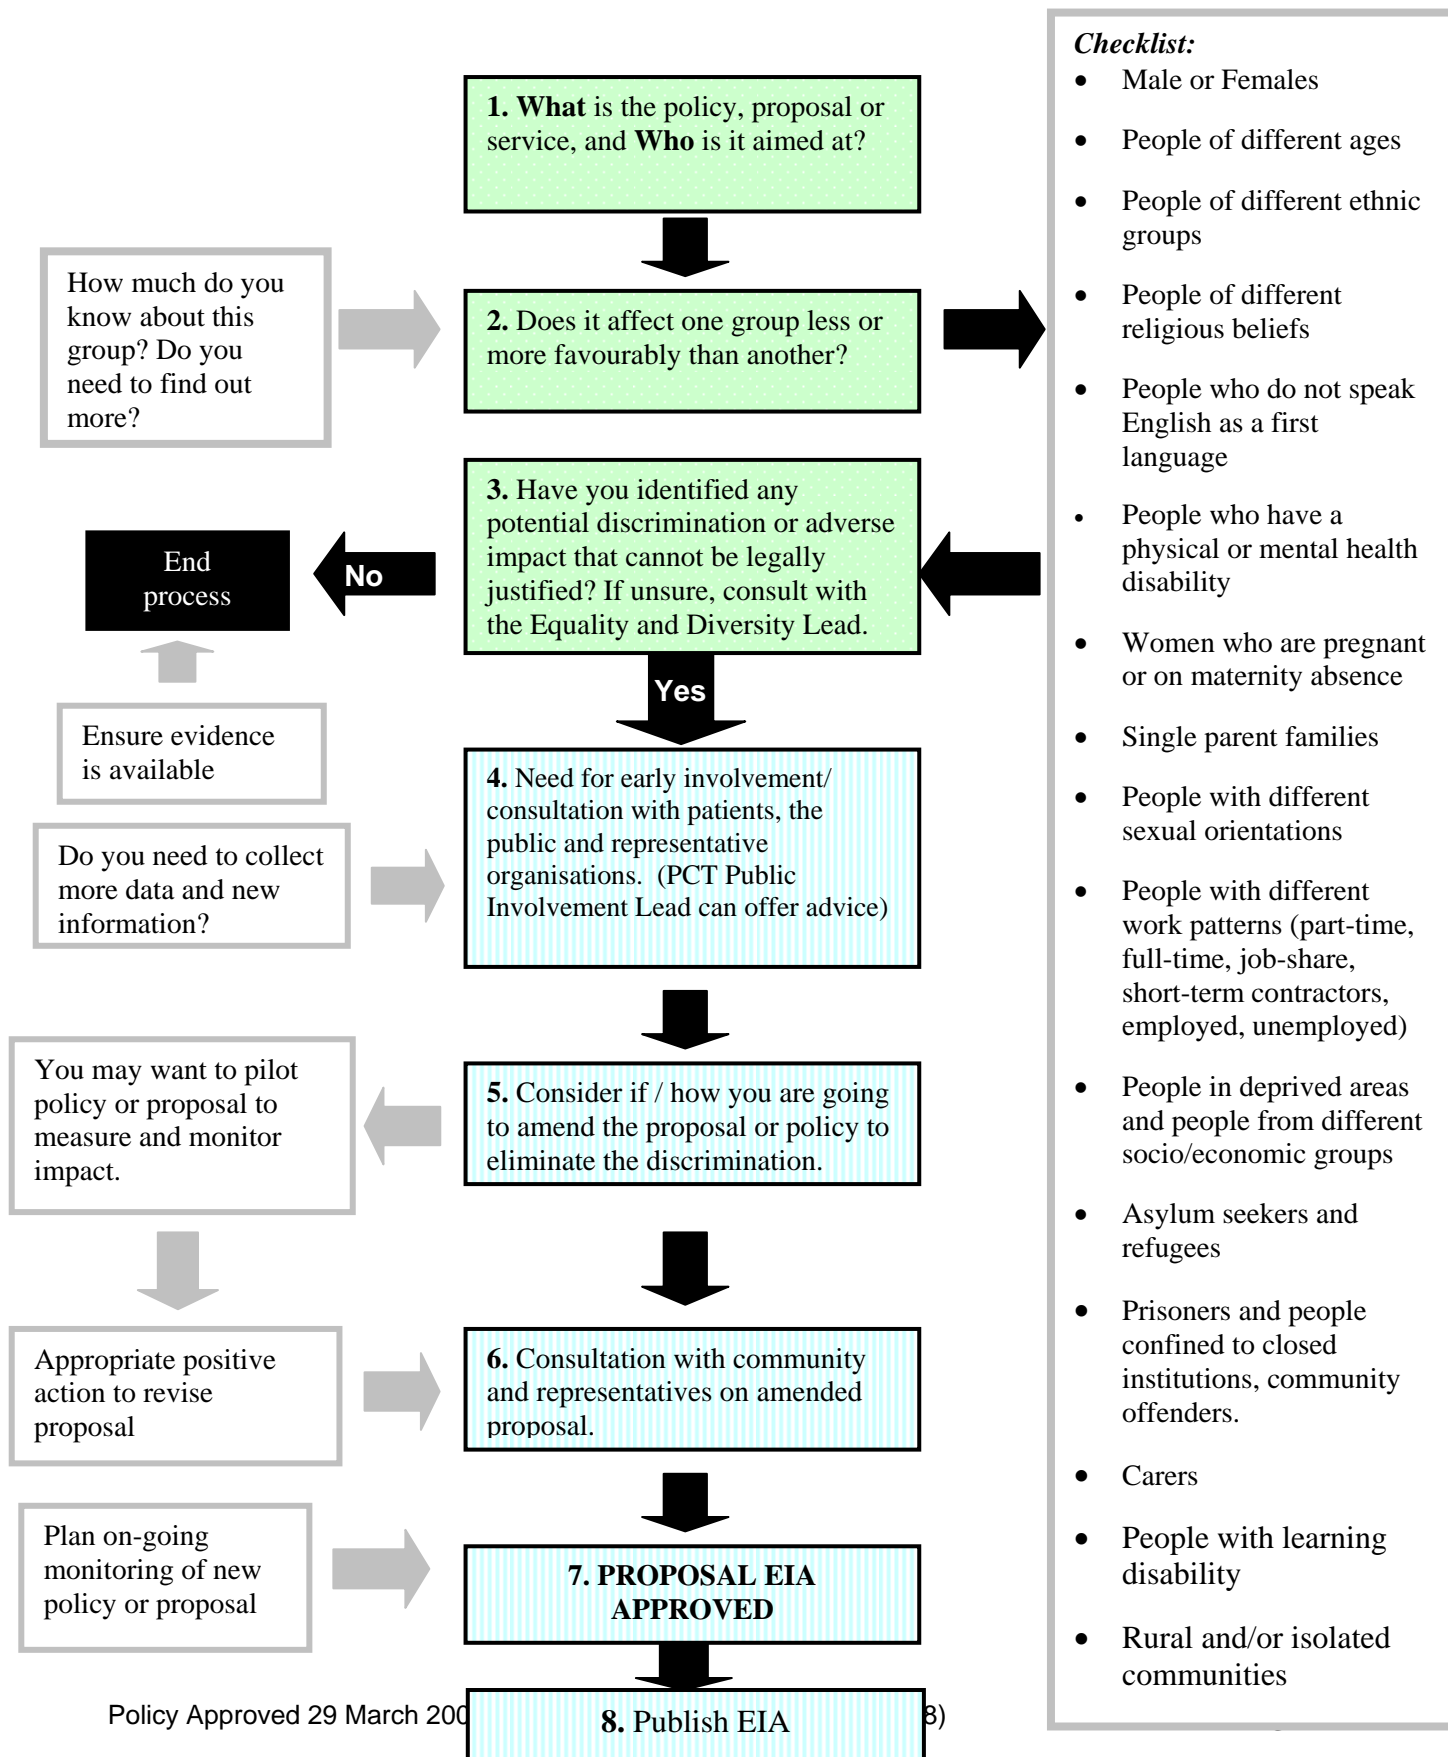 1. What is the policy, proposal or
service, and Who is it aimed at?
How much do you
know about this
group? Do you
need to find out
more?
2. Does it affect one group less or
more favourably than another?
Checklist:
• Male or Females
• People of different ages
• People of different ethnic
groups
• People of different
religious beliefs
• People who do not speak
English as a first
language
• People who have a
physical or mental health
disability
• Women who are pregnant
or on maternity absence
• Single parent families
• People with different
sexual orientations
• People with different
work patterns (part-time,
full-time, job-share,
short-term contractors,
employed, unemployed)
• People in deprived areas
and people from different
socio/economic groups
• Asylum seekers and
refugees
• Prisoners and people
confined to closed
institutions, community
offenders.
• Carers
• People with learning
disability
• Rural and/or isolated
communities
3. Have you identified any
potential discrimination or adverse
impact that cannot be legally
justified? If unsure, consult with
the Equality and Diversity Lead.
No
End
process
Ensure evidence
is available
Yes
Do you need to collect
more data and new
information?
4. Need for early involvement/
consultation with patients, the
public and representative
organisations.  (PCT Public
Involvement Lead can offer advice)
5. Consider if / how you are going
to amend the proposal or policy to
eliminate the discrimination.
You may want to pilot
policy or proposal to
measure and monitor
impact.
Appropriate positive
action to revise
proposal
6. Consultation with community
and representatives on amended
proposal.
Plan on-going
monitoring of new
policy or proposal
7. PROPOSAL EIA
APPROVED
8. Publish EIA
Policy Approved 29 March 200 8)